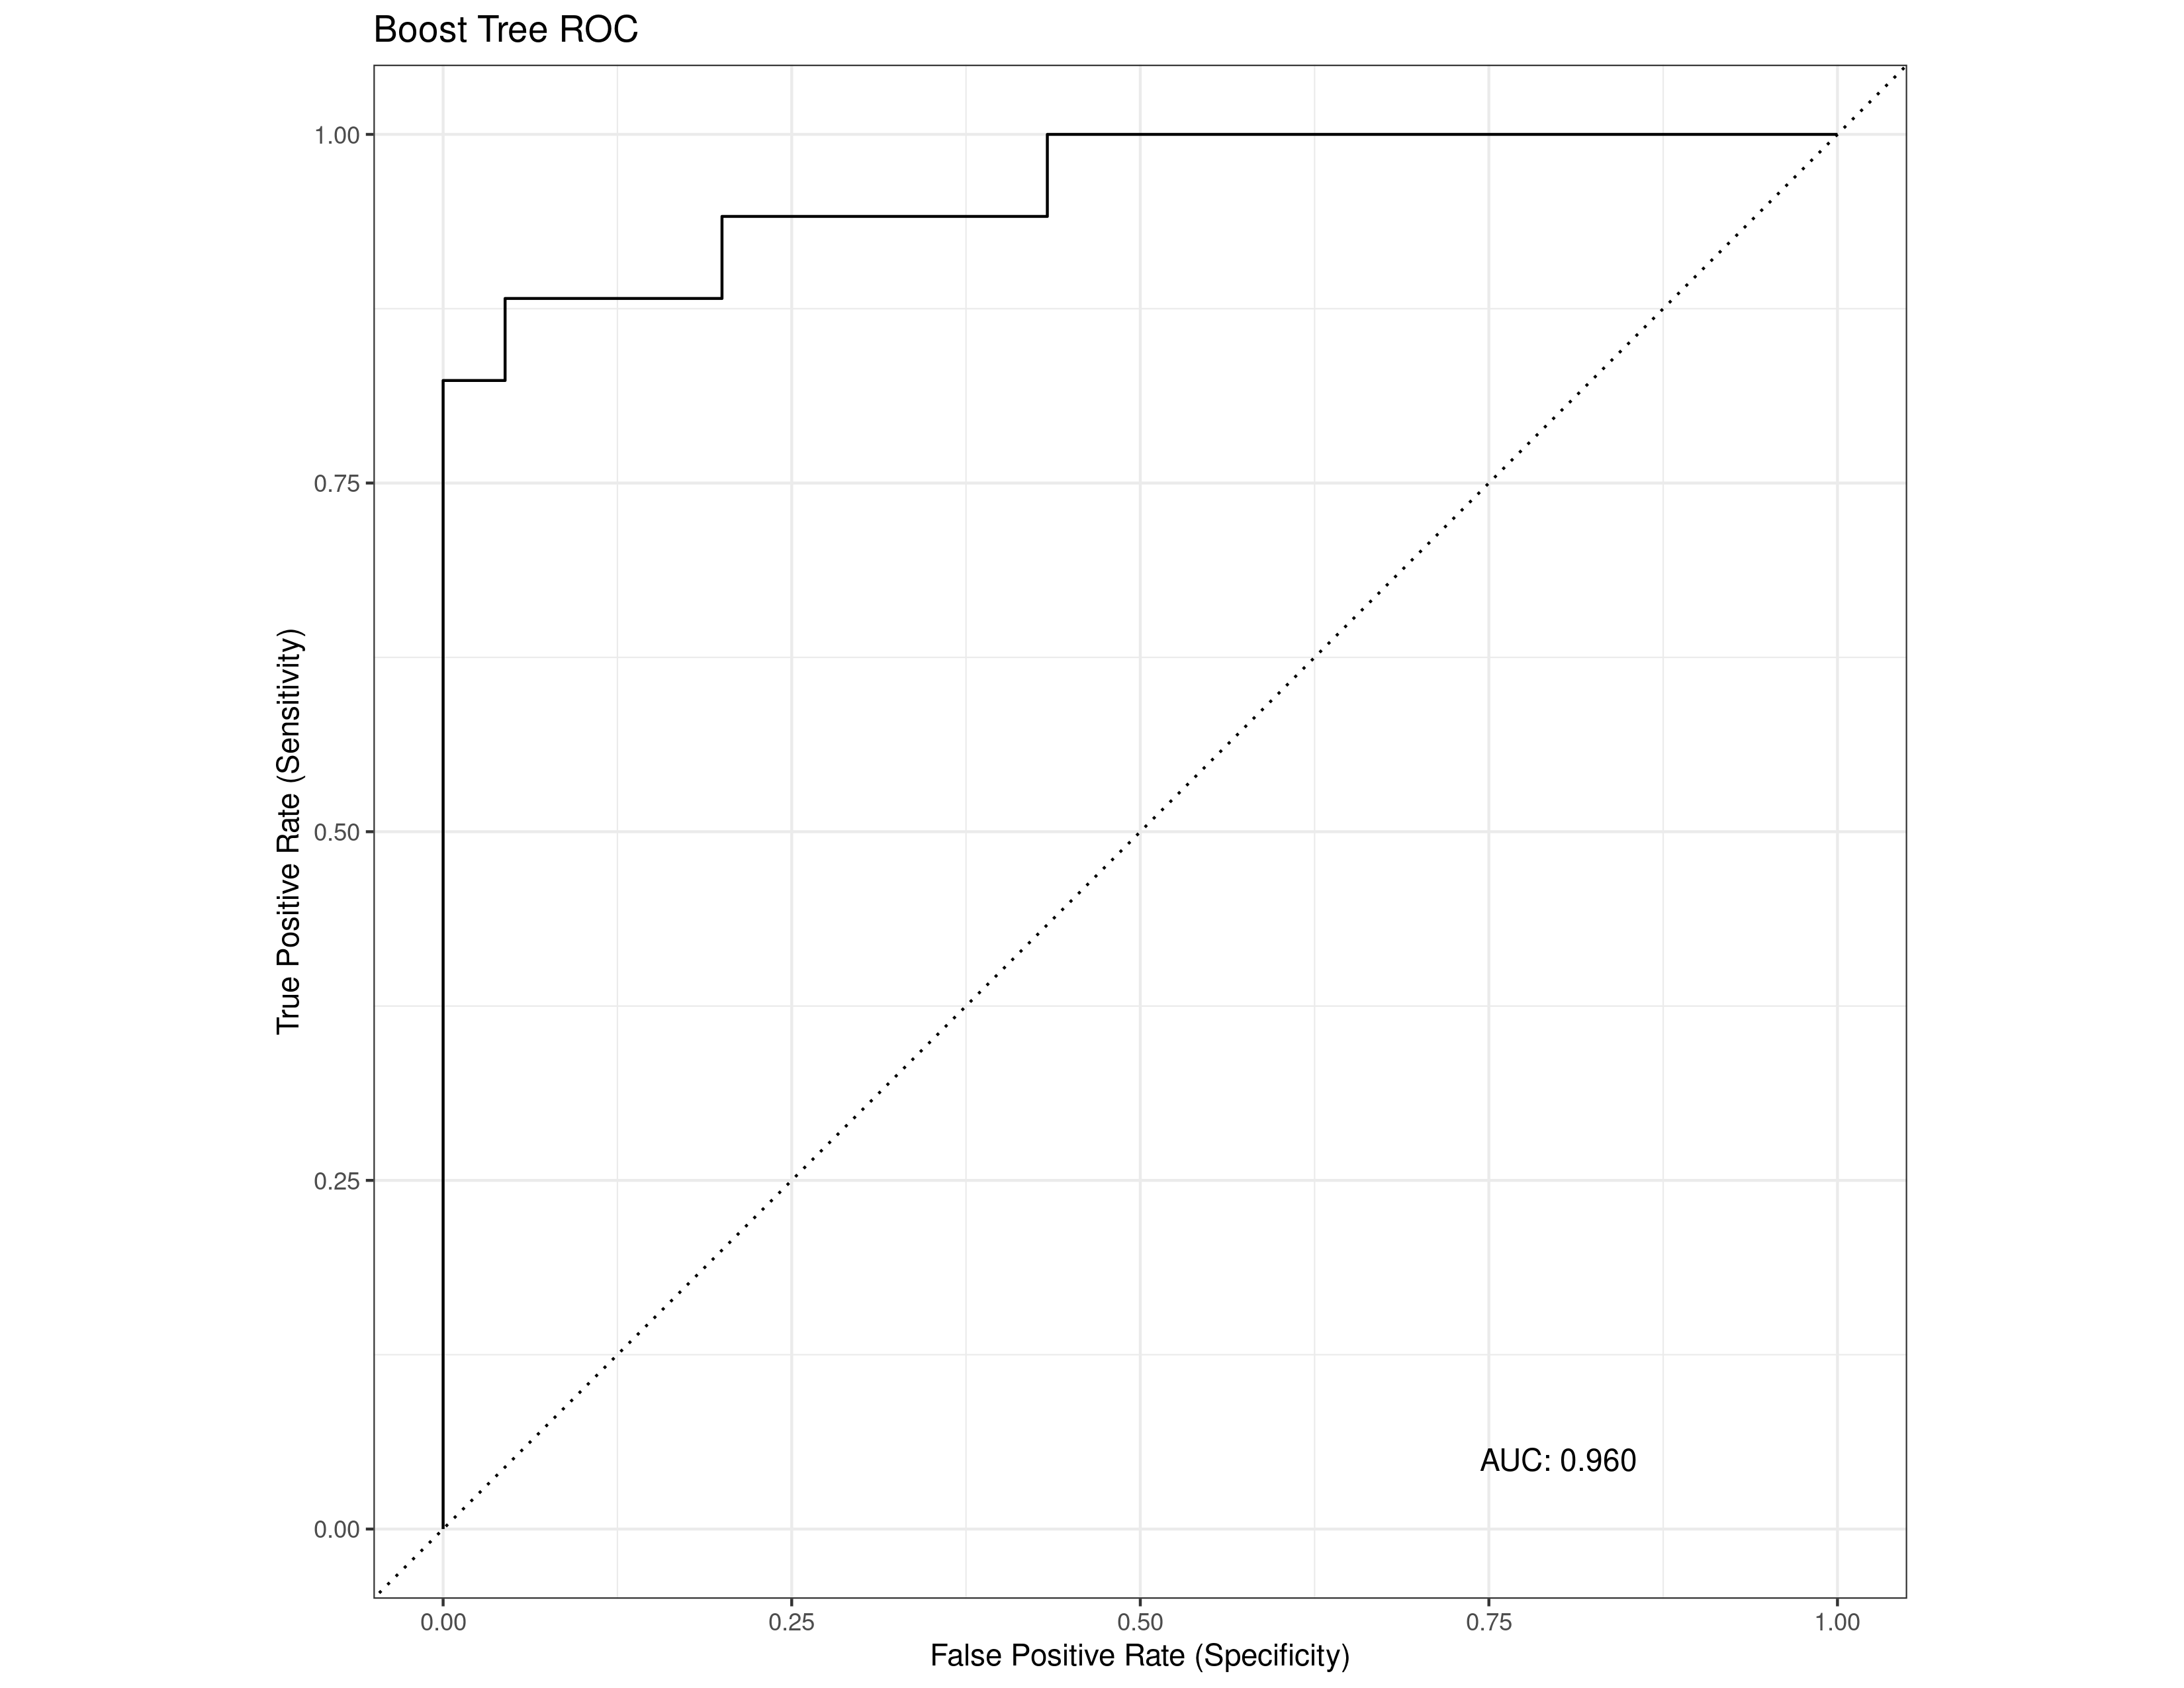 Boost Tree ROC
True Positive Rate (Sensitivity)
1.00
0.75
0.50
0.25
0.00
AUC: 0.960
0.00 0.25 0.50 0.75 1.00
False Positive Rate (Specificity)